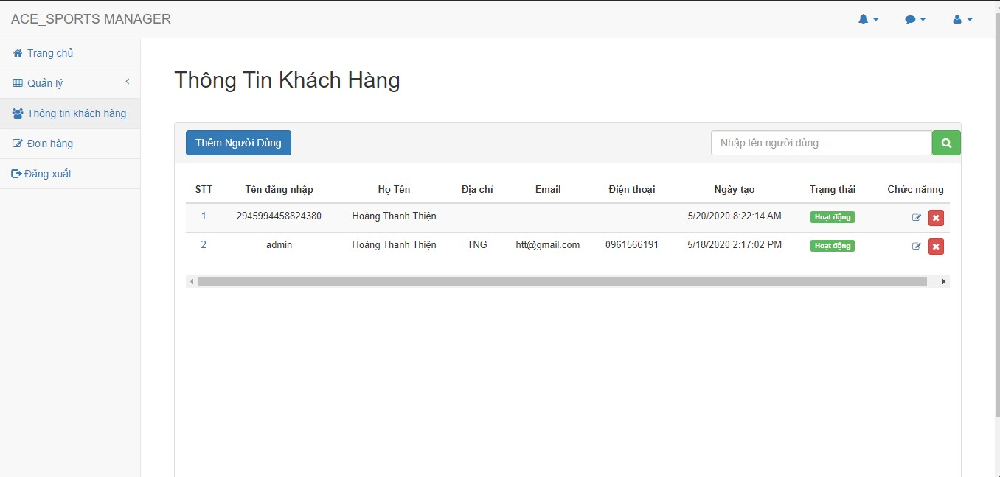 ACE_SPORTS MANAGER
Trang chủ
Quản lý
Thông tin khách hàng
Đơn hàng
Đăng xuất
Thông Tin Khách Hàng
Thêm Người Dùng
Nhập tên người dùng...
STT Tên đăng nhập Họ Tên Địa chỉ Email Điện thoại Ngày tạo Trạng thái Chức nănng
1 2945994458824380 Hoàng Thanh Thiện 5/20/2020 8:22:14 AM Hoạt động
2 admin Hoàng Thanh Thiện TNG htt@gmail.com 0961566191 5/18/2020 2:17:02 PM Hoạt động